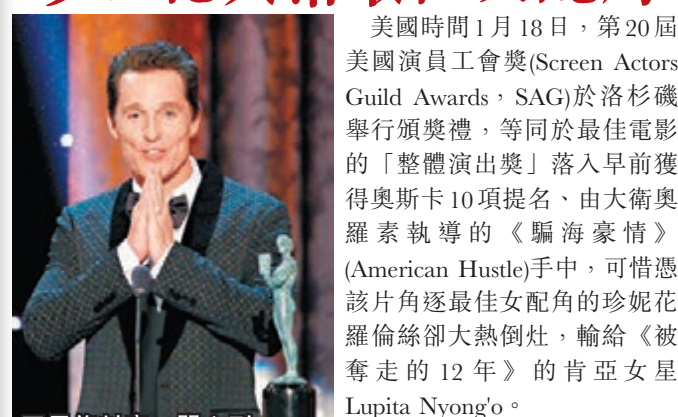 美國時間1月18日，第20屆
美國演員工會獎(Screen Actors
Guild Awards，SAG)於洛杉磯
舉行頒獎禮，等同於最佳電影
的「整體演出獎」落入早前獲
得奧斯卡10項提名、由大衛奧
羅素執導的《騙海豪情》
(American Hustle)手中，可惜憑
該片角逐最佳女配角的珍妮花
羅倫絲卻大熱倒灶，輸給《被
奪走的12年》的肯亞女星
Lupita Nyong'o。